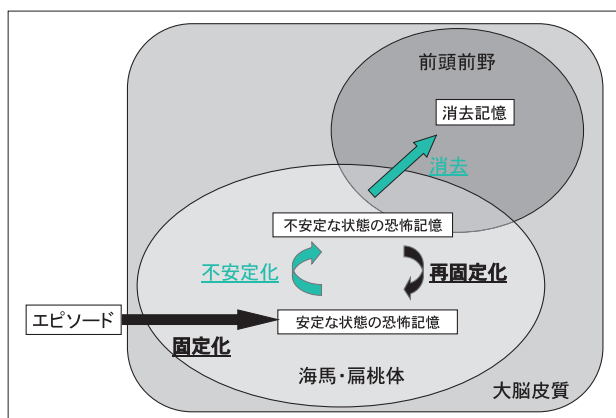 前頭前野
消去記憶
消去
不安定な状態の恐怖記憶
不安定化
再固定化
エピソード
安定な状態の恐怖記憶
固定化
海馬・扁桃体
大脳皮質